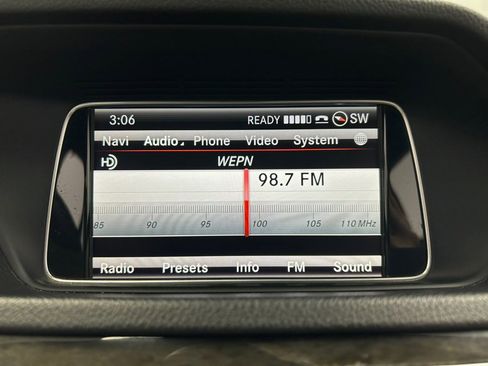 3:06 READY SW
Navi Audio Phone Video System
HD WEPN
98.7 FM
85 90 95 100 105 110 MHz
Radio Presets Info FM Sound